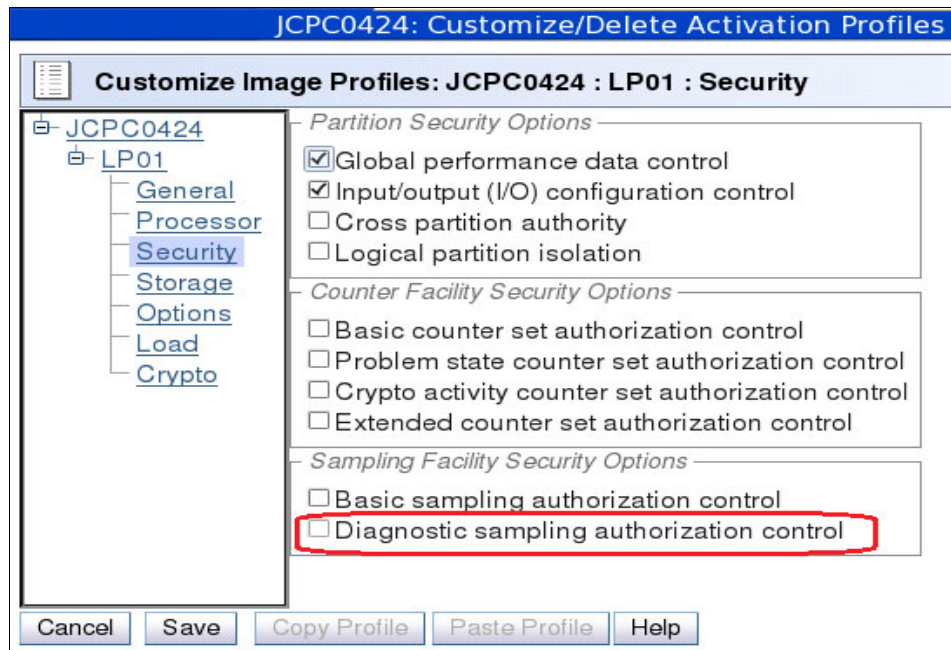 JCPC0424: Customize/Delete Activation Profiles
Customize Image Profiles: JCPC0424 : LP01 : Security
JCPC0424
LP01
General
Processor
Security
Storage
Options
Load
Crypto
Partition Security Options
Global performance data control
Input/output (I/O) configuration control
Cross partition authority
Logical partition isolation
Counter Facility Security Options
Basic counter set authorization control
Problem state counter set authorization control
Crypto activity counter set authorization control
Extended counter set authorization control
Sampling Facility Security Options
Basic sampling authorization control
Diagnostic sampling authorization control
Cancel Save Copy Profile Paste Profile Help